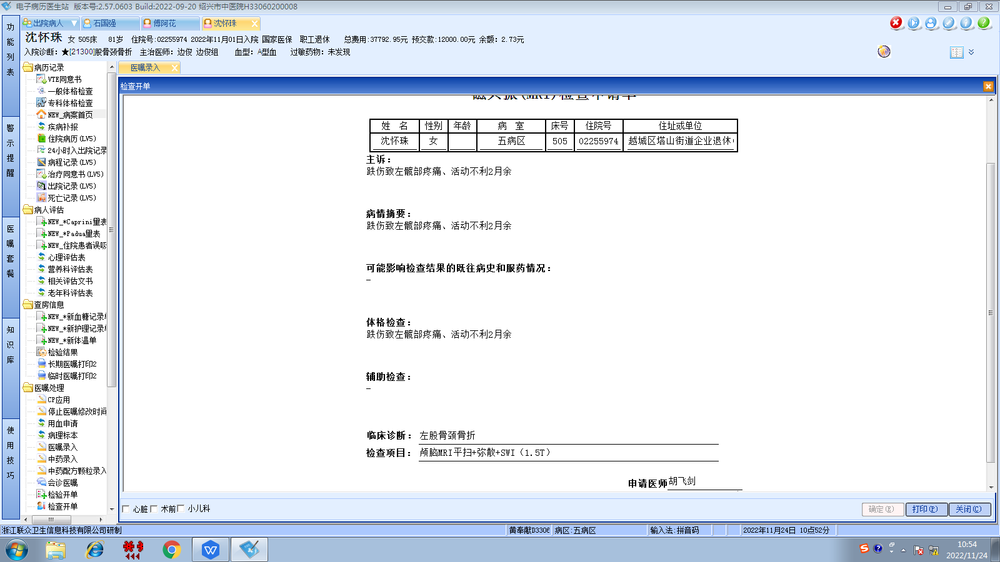 电子病历医生站 版本号:2.57.0603 Build:2022-09-20 绍兴市中医院H33060200008
出院病人
石国强
傅阿花
沈怀珠
沈怀珠 女 505床 81岁 住院号:02255974 2022年11月01日入院 国家医保 职工退休 总费用:37792.95元 预交款:12000.00元 余额: 2.73元
入院诊断: ★[21300]股骨颈骨折 主治医师: 边俊 边俊组 血型: A型血 过敏药物: 未发现
功能列表
警示提醒
医嘱套餐
知识库
使用技巧
病历记录
VTE同意书
一般体格检查
专科体格检查
NEW_病案首页
疾病补报
住院病历(LV5)
24小时入出院记录
病程记录(LV5)
治疗同意书(LV5)
出院记录(LV5)
死亡记录(LV5)
病人评估
NEW_*Caprini量表
NEW_*Padua量表
NEW_住院患者误吸
心理评估表
营养科评估表
相关评估文书
老年科评估表
查房信息
NEW_*新血糖记录单
NEW_*新护理记录单
NEW_*新体温单
检验结果
长期医嘱打印2
临时医嘱打印2
医嘱处理
CP应用
停止医嘱修改时间
用血申请
病理标本
医嘱录入
中药录入
中药配方颗粒录入
会诊医嘱
检验开单
检查开单
医嘱录入
检查开单
磁共振(MRI)检查申请单
姓 名 性别 年龄 病 室 床号 住院号 住址或单位
沈怀珠 女 五病区 505 02255974 越城区塔山街道企业退休
主诉:
跌伤致左髋部疼痛、活动不利2月余
病情摘要:
跌伤致左髋部疼痛、活动不利2月余
可能影响检查结果的既往病史和服药情况:
–
体格检查:
跌伤致左髋部疼痛、活动不利2月余
辅助检查:
–
临床诊断: 左股骨颈骨折
检查项目: 颅脑MRI平扫+弥散+SWI（1.5T）
申请医师胡飞剑
心脏 术前 小儿科
确定(E) 打印(P) 关闭(C)
浙江联众卫生信息科技有限公司研制 黄奉献D3306 病区:五病区 输入法:拼音码 2022年11月24日 10点52分
10:54
2022/11/24